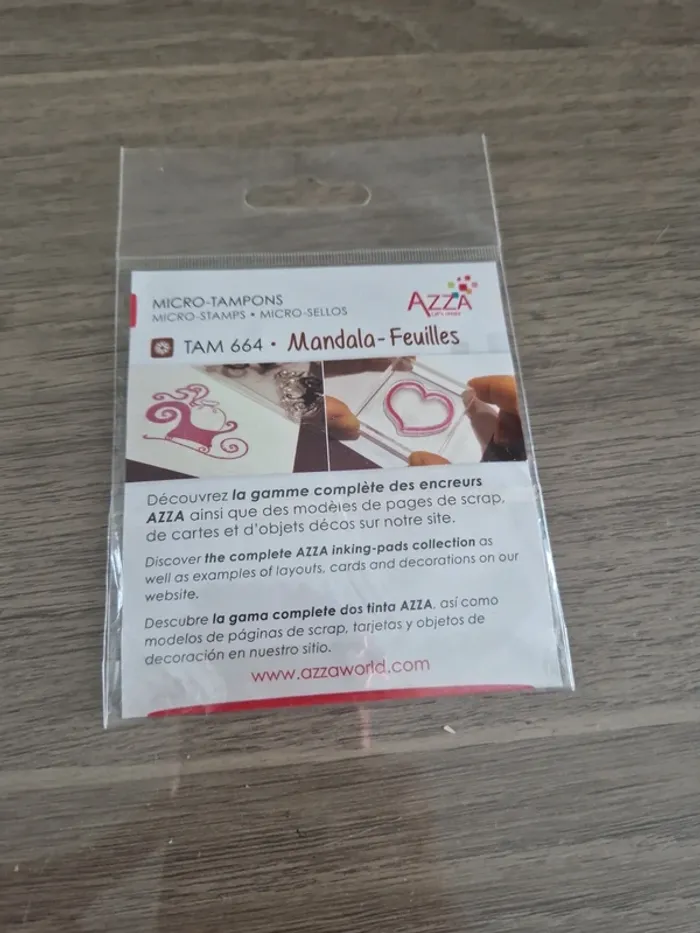 MICRO-TAMPONS
MICRO-STAMPS • MICRO-SELLOS
AZZA
TAM 664 • Mandala-Feuilles
Découvrez la gamme complète des encreurs
AZZA ainsi que des modèles de pages de scrap,
de cartes et d'objets décos sur notre site.
Discover the complete AZZA inking-pads collection as
well as examples of layouts, cards and decorations on our
website.
Descubre la gama complete dos tinta AZZA, así como
modelos de páginas de scrap, tarjetas y objetos de
decoración en nuestro sitio.
www.azzaworld.com